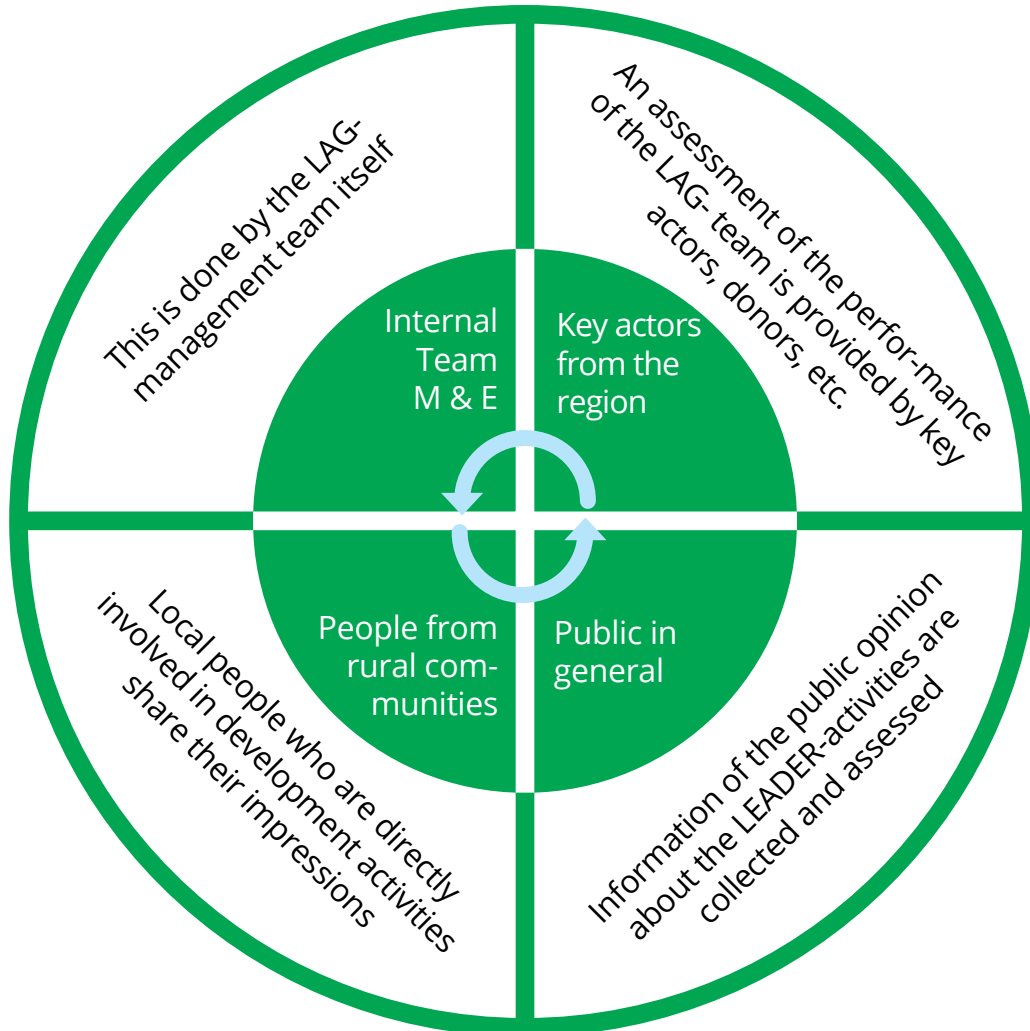 This is done by the LAG-
management team itself
An assessment of the perfor-mance
of the LAG- team is provided by key
actors, donors, etc.
Internal
Team
M & E
Key actors
from the
region
People from
rural com-
munities
Public in
general
Local people who are directly
involved in development activities
share their impressions
Information of the public opinion
about the LEADER-activities are
collected and assessed